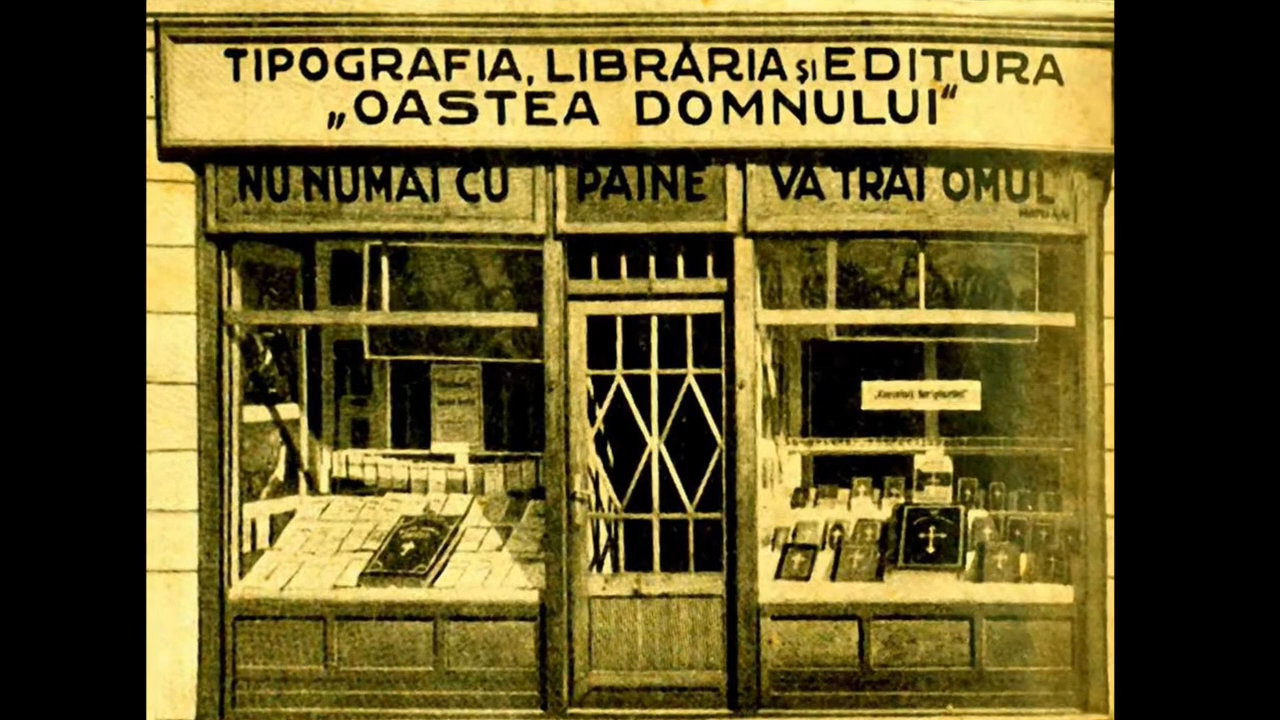 TIPOGRAFIA, LIBRĂRIA ȘI EDITURA
„OASTEA DOMNULUI“
NU NUMAI CU PAINE VA TRAI OMUL